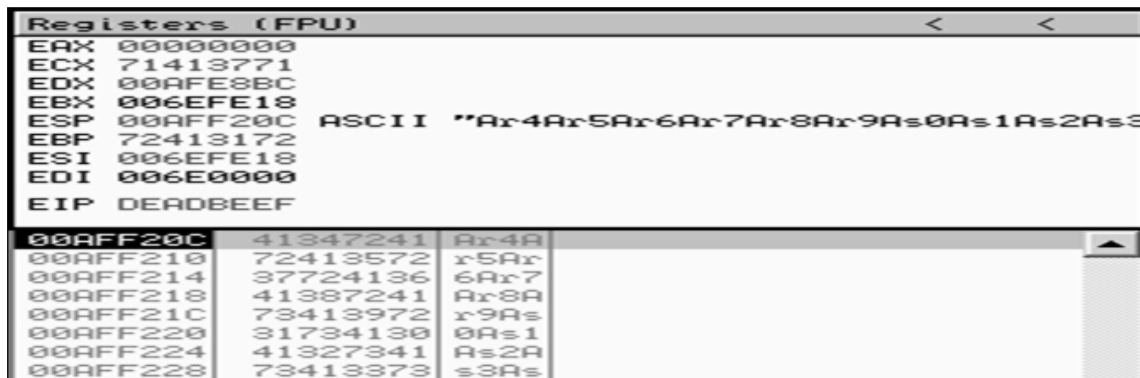 Registers (FPU) < <
EAX 00000000
ECX 71413771
EDX 00AFE8BC
EBX 006EFE18
ESP 00AFF20C ASCII "Ar4Ar5Ar6Ar7Ar8Ar9As0As1As2As3
EBP 72413172
ESI 006EFE18
EDI 006E0000
EIP DEADBEEF
00AFF20C 41347241 Ar4A
00AFF210 72413572 r5Ar
00AFF214 37724136 6Ar7
00AFF218 41387241 Ar8A
00AFF21C 73413972 r9As
00AFF220 31734130 0As1
00AFF224 41327341 As2A
00AFF228 73413373 s3As